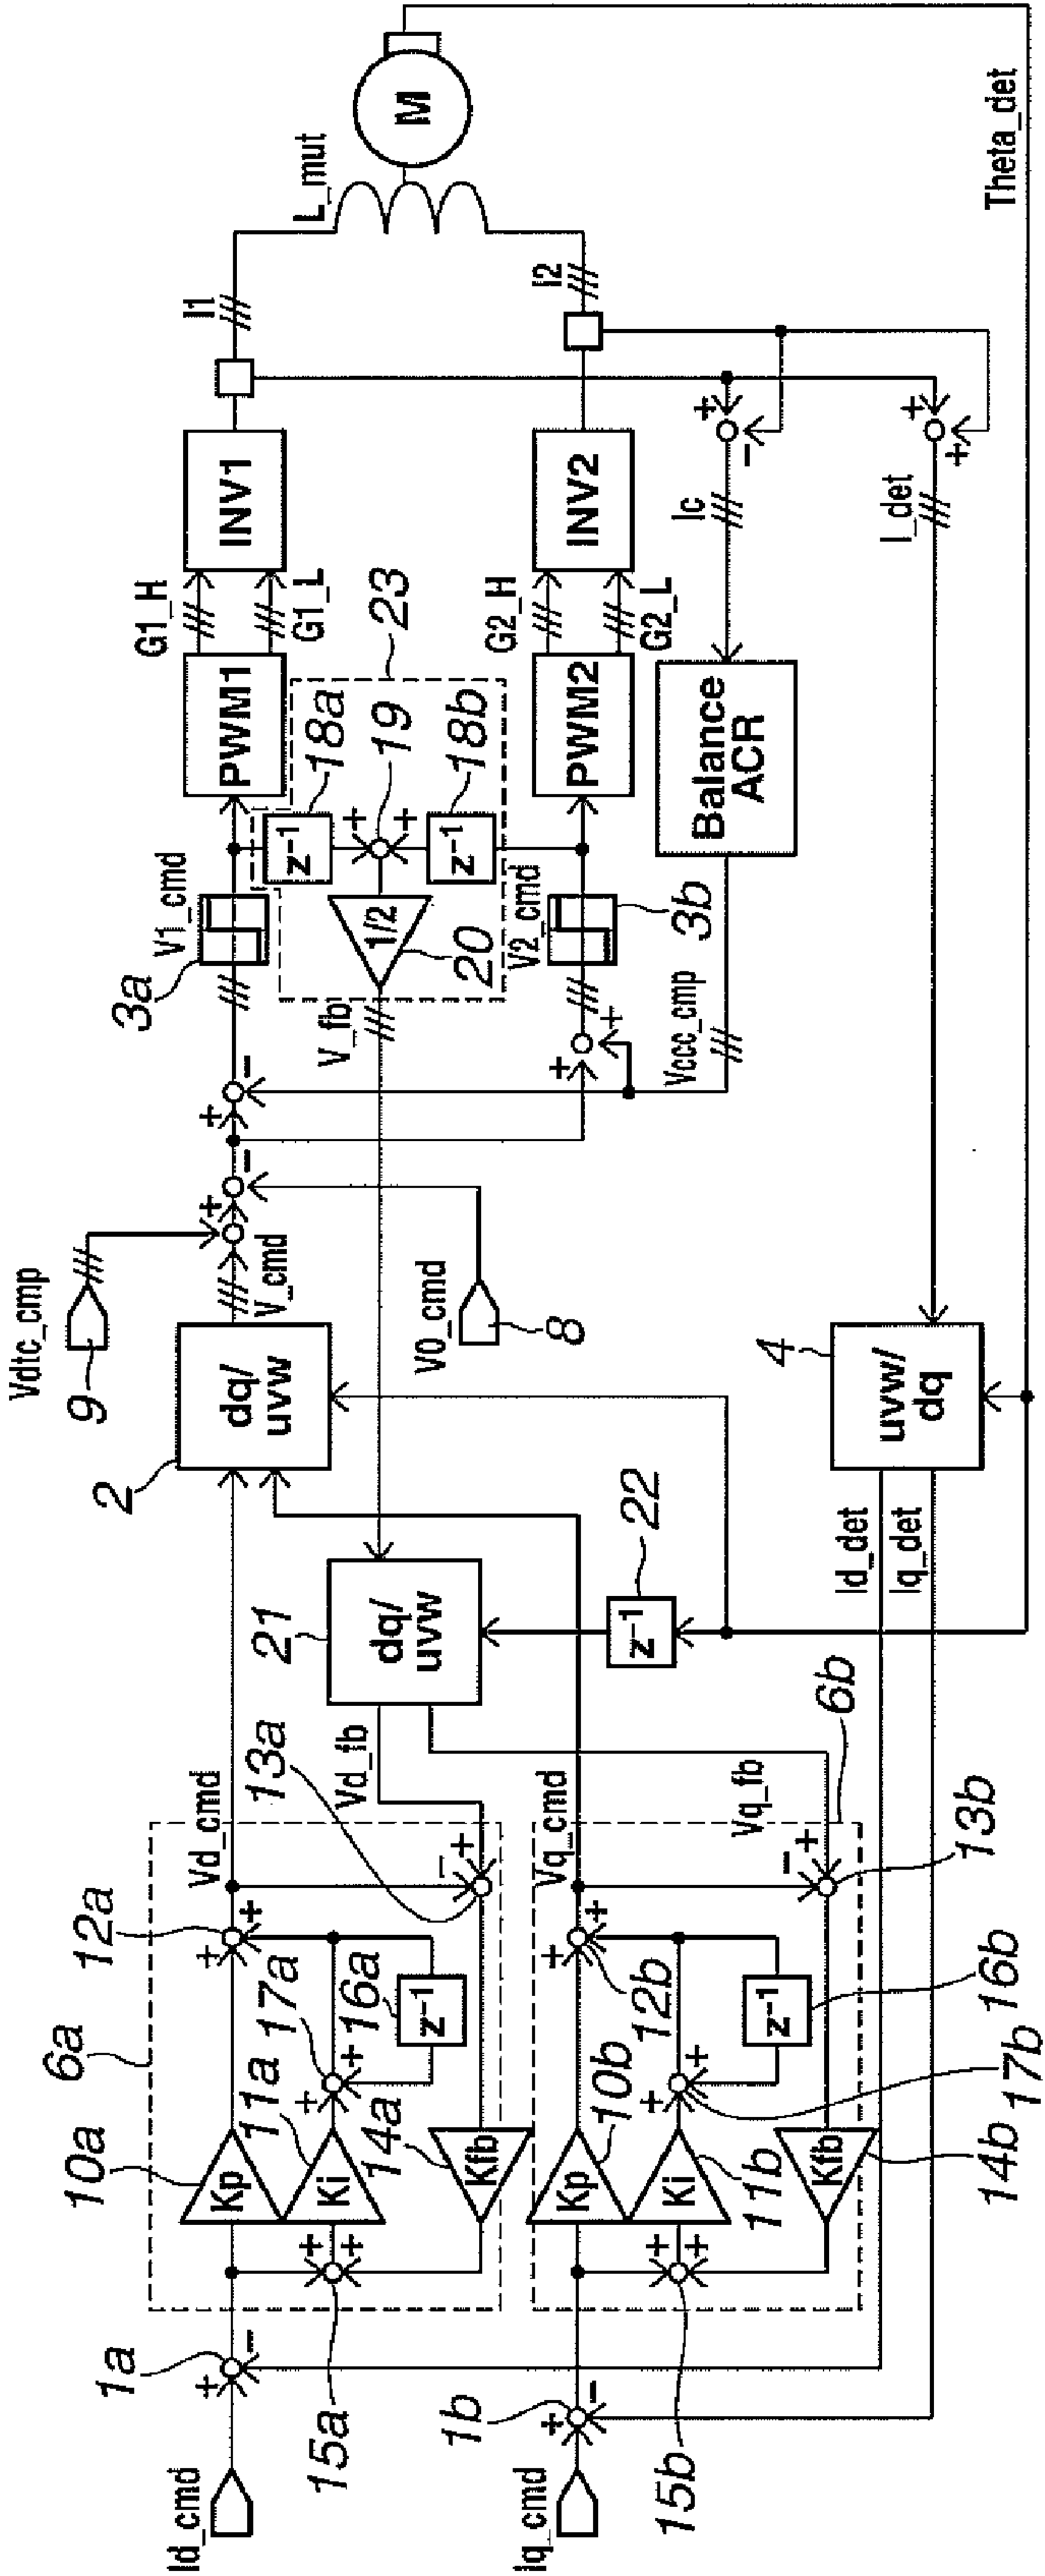 Id_cmd
1a
15a
6a
10a
Kp
11a
Ki
17a
14a
Kfb
16a
z⁻¹
12a
+
+
+
+
+
+
+
-
-
+
Vd_cmd
13a
Vd_fb
Iq_cmd
1b
15b
10b
Kp
11b
Ki
12b
14b
Kfb
17b
16b
z⁻¹
13b
6b
+
+
+
+
+
+
+
-
-
+
Vq_cmd
Vq_fb
21
dq/
uvw
22
z⁻¹
2
dq/
uvw
4
uvw/
dq
Id_det
Iq_det
Vdtc_cmp
9
V_cmd
V0_cmd
8
+
-
+
-
+
+
V_fb
Vccc_cmp
3a
V1_cmd
3b
V2_cmd
1/2
20
18a
z⁻¹
19
+
+
18b
z⁻¹
23
PWM1
G1_H
G1_L
INV1
PWM2
G2_H
G2_L
INV2
Balance
ACR
Ic
+
-
I_det
+
+
I1
I2
L_mut
M
Theta_det